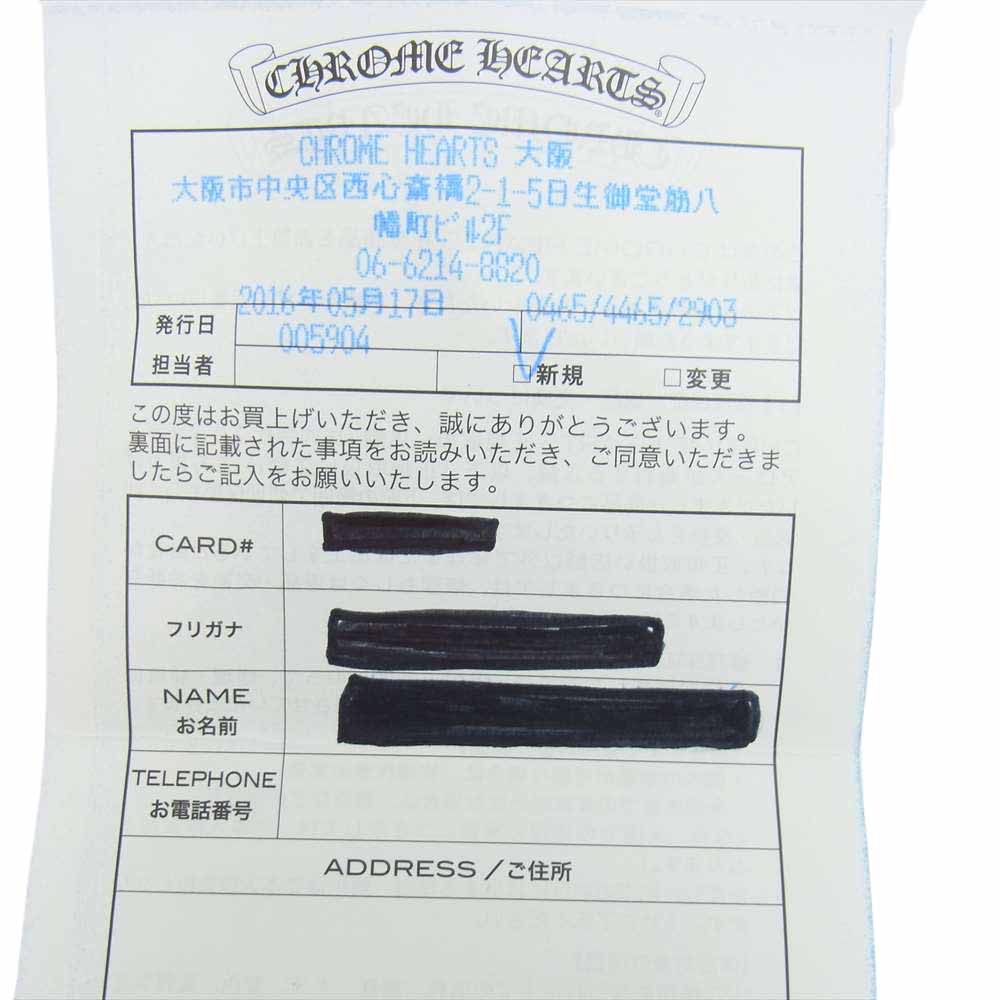 CHROME HEARTS®
CHROME HEARTS 大阪
大阪市中央区西心斎橋2-1-5日生御堂筋八
幡町ビル2F
06-6214-8820
2016年05月17日 0465/4465/2903
発行日
005904
担当者 □新規 □変更
この度はお買上げいただき、誠にありがとうございます。
裏面に記載された事項をお読みいただき、ご同意いただきま
したらご記入をお願いいたします。
CARD#
フリガナ
NAME
お名前
TELEPHONE
お電話番号
ADDRESS /ご住所